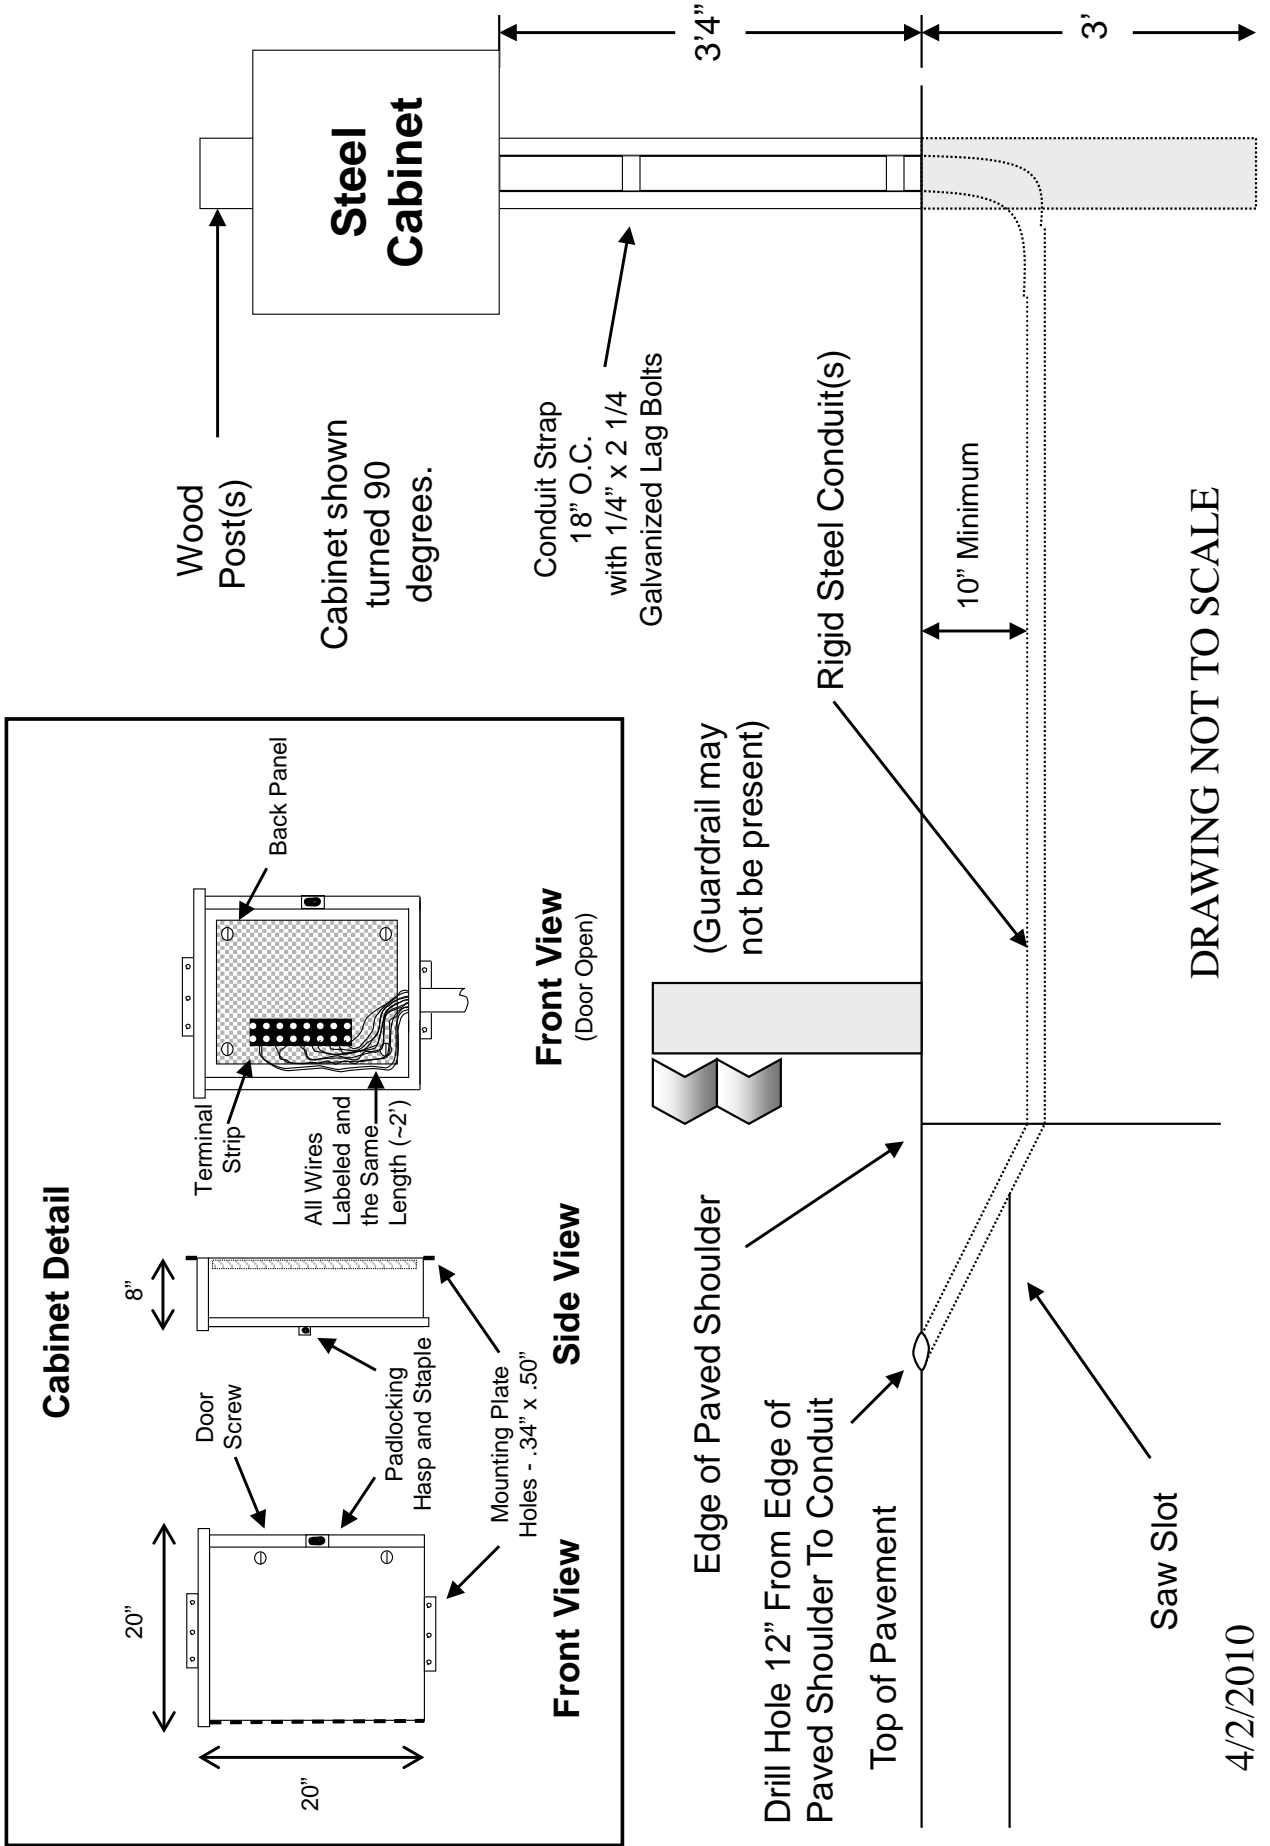 Cabinet Detail
20”
20”
Door
Screw
Padlocking
Hasp and Staple
Mounting Plate
Holes - .34” x .50”
Front View
8”
Side View
Terminal
Strip
All Wires
Labeled and
the Same
Length (~2’)
Back Panel
Front View
(Door Open)
Wood
Post(s)
Cabinet shown
turned 90
degrees.
Steel
Cabinet
Conduit Strap
18” O.C.
with 1/4” x 2 1/4
Galvanized Lag Bolts
3’4”
3’
(Guardrail may
not be present)
Rigid Steel Conduit(s)
10” Minimum
Edge of Paved Shoulder
Drill Hole 12” From Edge of
Paved Shoulder To Conduit
Top of Pavement
Saw Slot
DRAWING NOT TO SCALE
4/2/2010